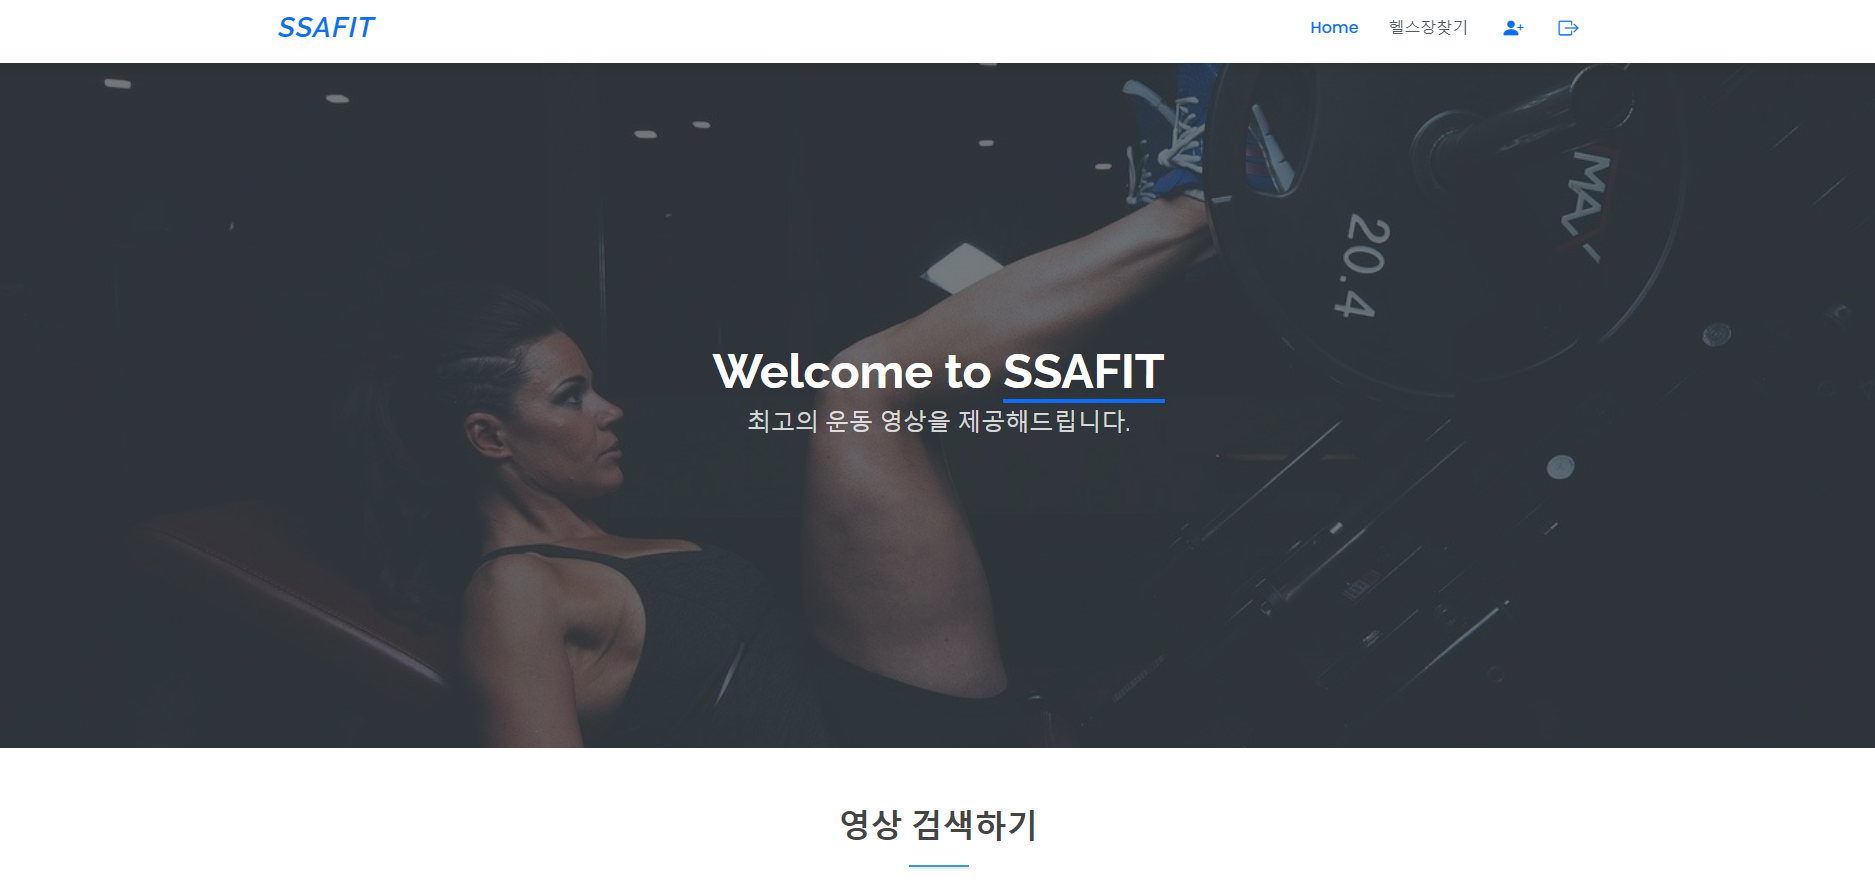 SSAFIT
Home 헬스장찾기
MAX
20.4
Welcome to SSAFIT
최고의 운동 영상을 제공해드립니다.
영상 검색하기